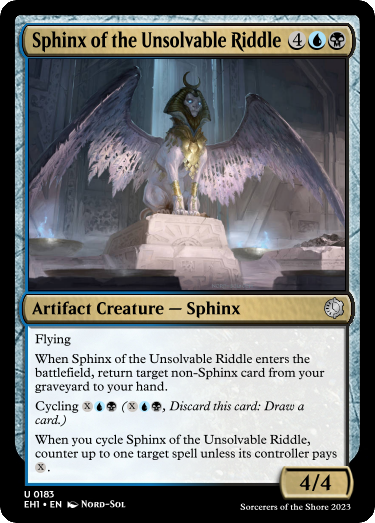 Sphinx of the Unsolvable Riddle 4
Artifact Creature — Sphinx
Flying
When Sphinx of the Unsolvable Riddle enters the
battlefield, return target non-Sphinx card from your
graveyard to your hand.
Cycling X (X, Discard this card: Draw a
card.)
When you cycle Sphinx of the Unsolvable Riddle,
counter up to one target spell unless its controller pays
X.
4/4
U 0183
EH1 • EN Nord-Sol
Sorcerers of the Shore 2023